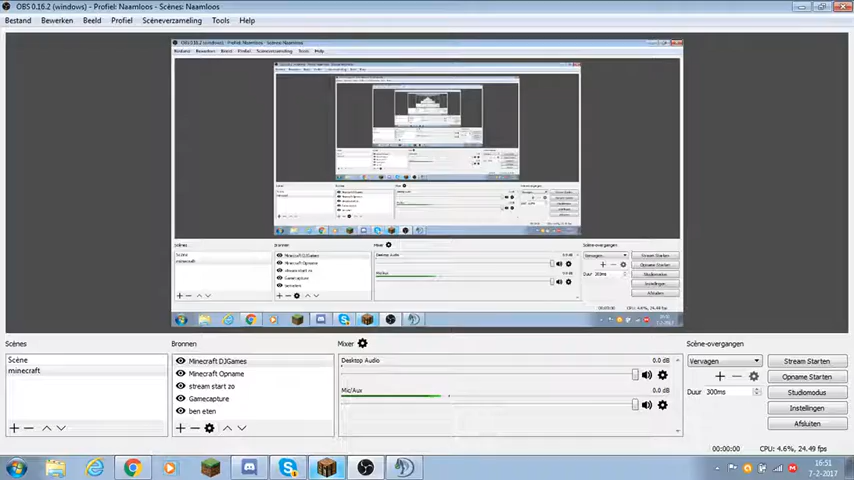 OBS 0.16.2 (windows) - Profiel: Naamloos - Scènes: Naamloos
Bestand Bewerken Beeld Profiel Scèneverzameling Tools Help
Scènes
Scène
minecraft
Bronnen
Minecraft DJGames
Minecraft Opname
stream start zo
Gamecapture
ben eten
Mixer
Desktop Audio 0.0 dB
Mic/Aux 0.0 dB
Scène-overgangen
Vervagen
Duur 300ms
Stream Starten
Opname Starten
Studiomodus
Instellingen
Afsluiten
00:00:00 CPU: 4.6%, 24.49 fps
16:51
7-2-2017